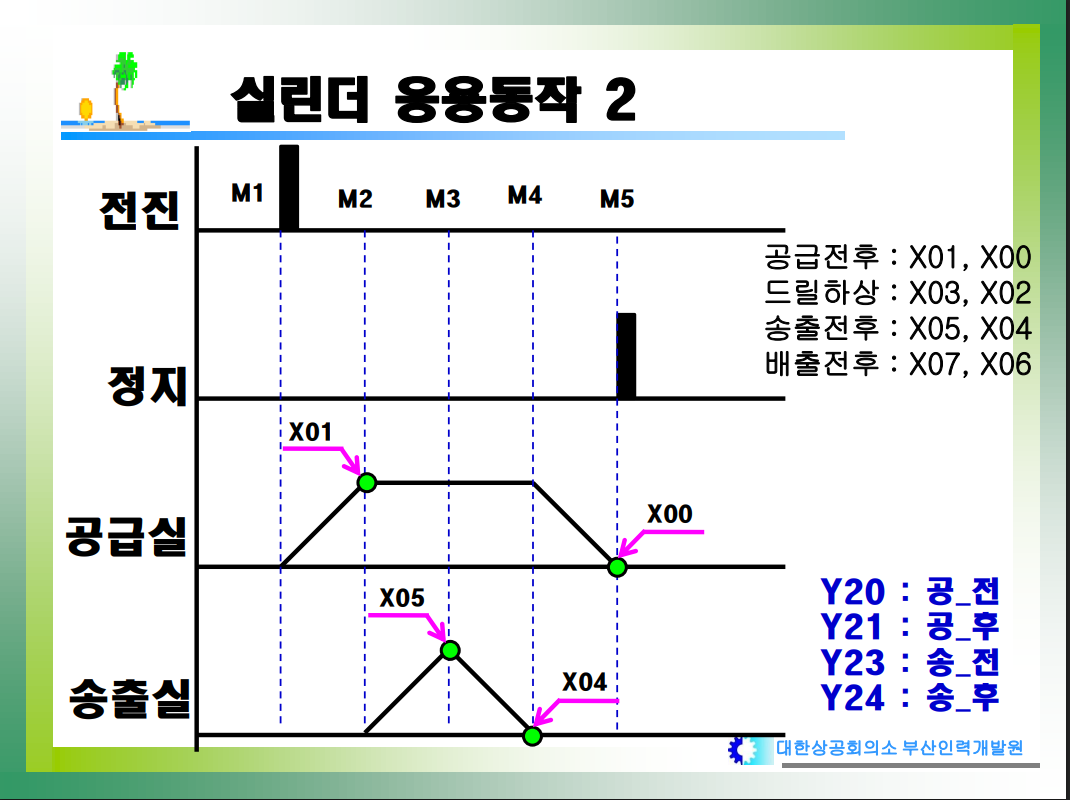 실린더 응용동작 2
전진
M1
M2
M3
M4
M5
공급전후 : X01, X00
드릴하상 : X03, X02
송출전후 : X05, X04
배출전후 : X07, X06
정지
X01
공급실
X00
X05
송출실
X04
Y20 : 공_전
Y21 : 공_후
Y23 : 송_전
Y24 : 송_후
대한상공회의소 부산인력개발원